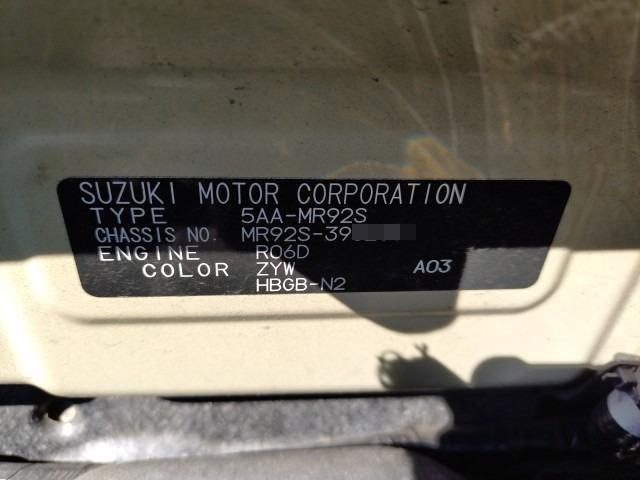 SUZUKI MOTOR CORPORATION
TYPE 5AA-MR92S
CHASSIS NO. MR92S-39
ENGINE R06D
COLOR ZYW A03
HBGB-N2